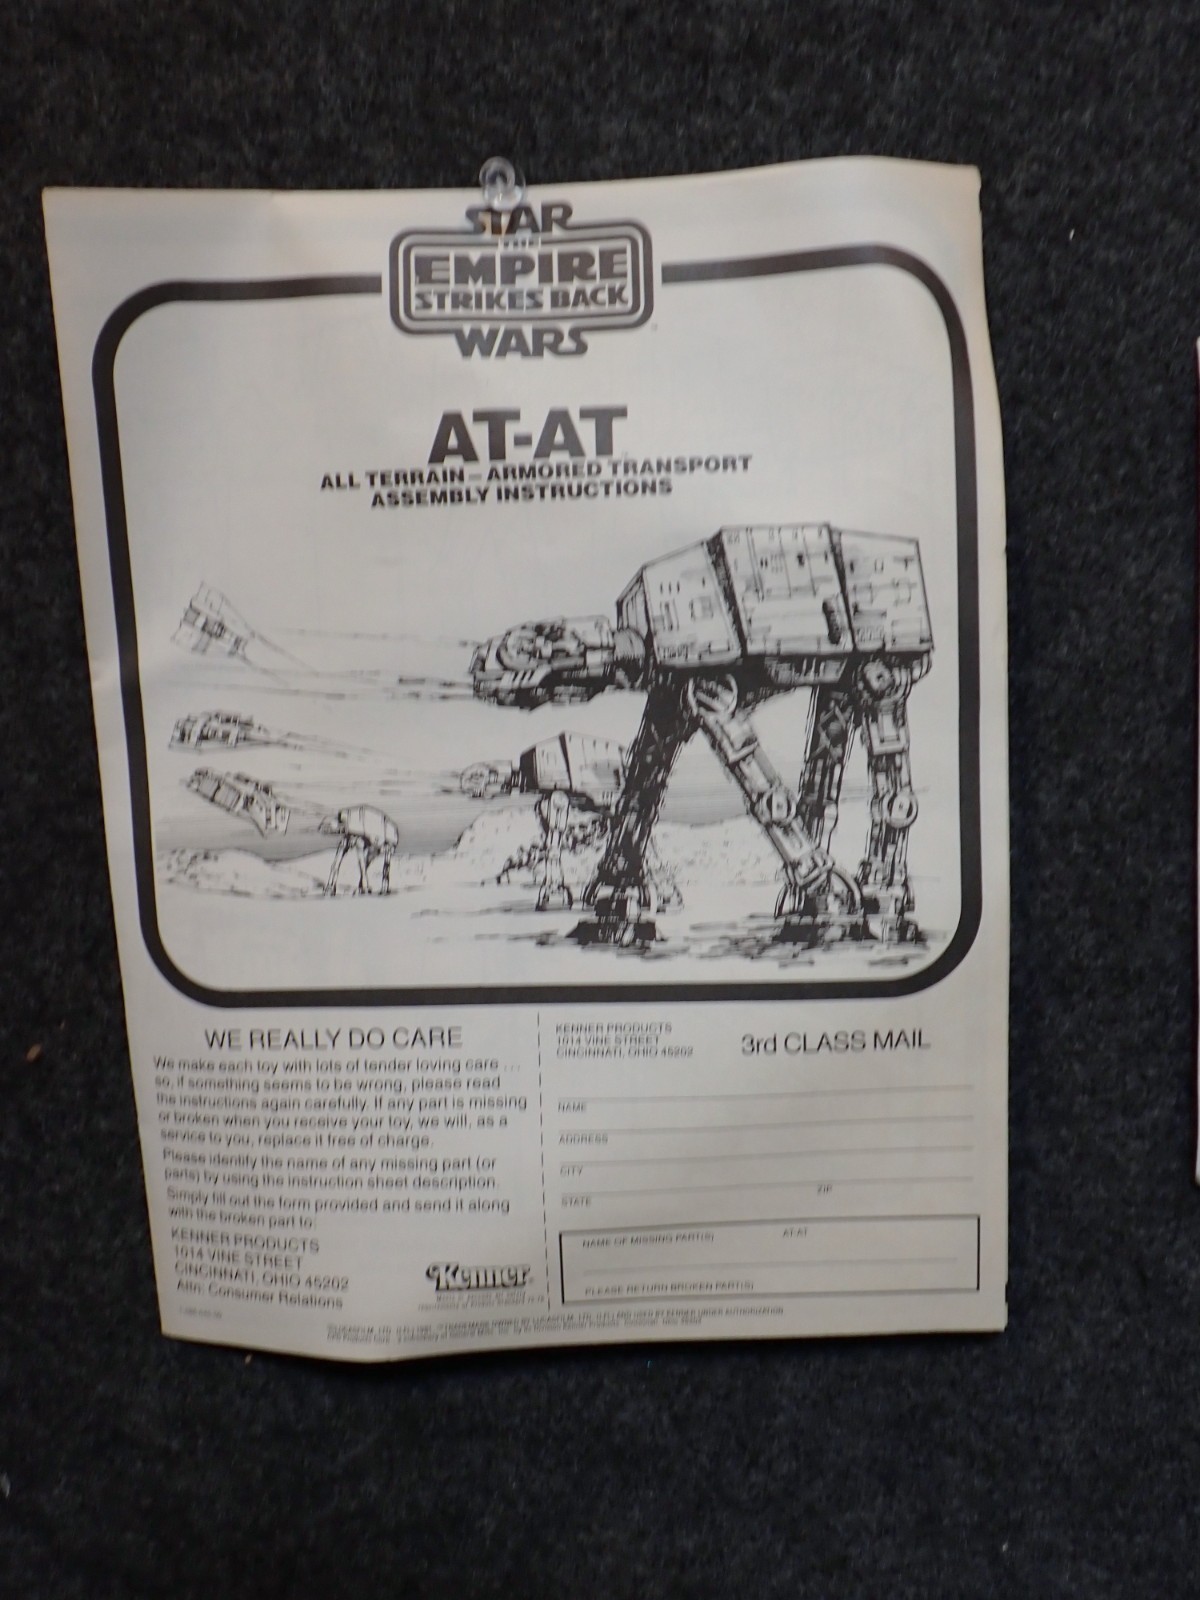 STAR
THE
EMPIRE
STRIKES BACK
WARS
AT-AT
ALL TERRAIN – ARMORED TRANSPORT
ASSEMBLY INSTRUCTIONS
WE REALLY DO CARE
We make each toy with lots of tender loving care ...
so, if something seems to be wrong, please read
the instructions again carefully. If any part is missing
or broken when you receive your toy, we will, as a
service to you, replace it free of charge.
Please identify the name of any missing part (or
parts) by using the instruction sheet description.
Simply fill out the form provided and send it along
with the broken part to:
KENNER PRODUCTS
1014 VINE STREET
CINCINNATI, OHIO 45202
Attn: Consumer Relations
Kenner
KENNER PRODUCTS
1014 VINE STREET
CINCINNATI, OHIO 45202
3rd CLASS MAIL
NAME
ADDRESS
CITY
STATE ZIP
NAME OF MISSING PART(S) AT-AT
PLEASE RETURN BROKEN PART(S)